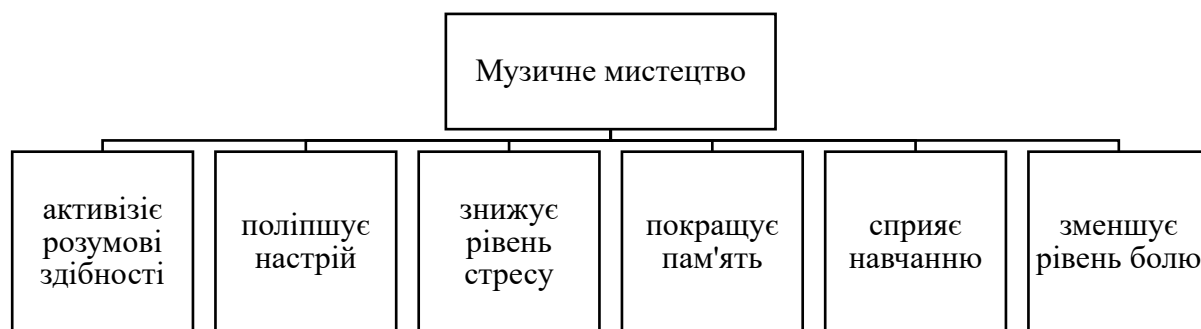 Музичне мистецтво
активізіє
розумові
здібності
поліпшує
настрій
знижує
рівень
стресу
покращує
пам'ять
сприяє
навчанню
зменшує
рівень болю